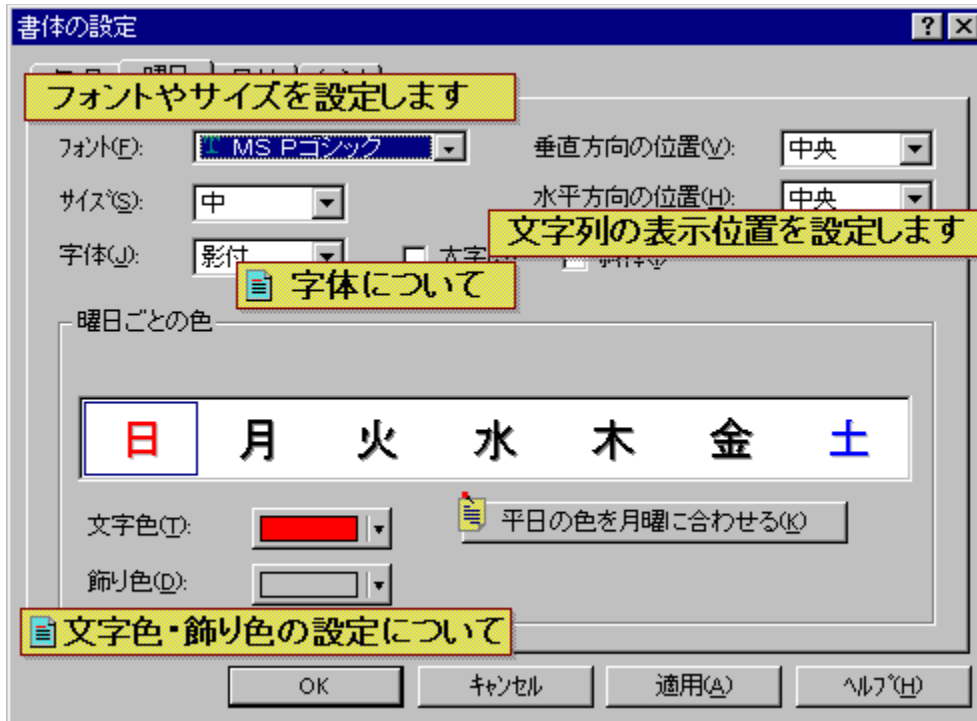 書体の設定
曜日
フォントやサイズを設定します
フォント(F): MS Pゴシック 垂直方向の位置(V): 中央
サイズ(S): 中 水平方向の位置(H): 中央
文字列の表示位置を設定します
字体(J): 影付
字体について
曜日ごとの色
日 月 火 水 木 金 土
文字色(T): 平日の色を月曜に合わせる(K)
飾り色(D):
文字色・飾り色の設定について
OK キャンセル 適用(A) ヘルプ(H)